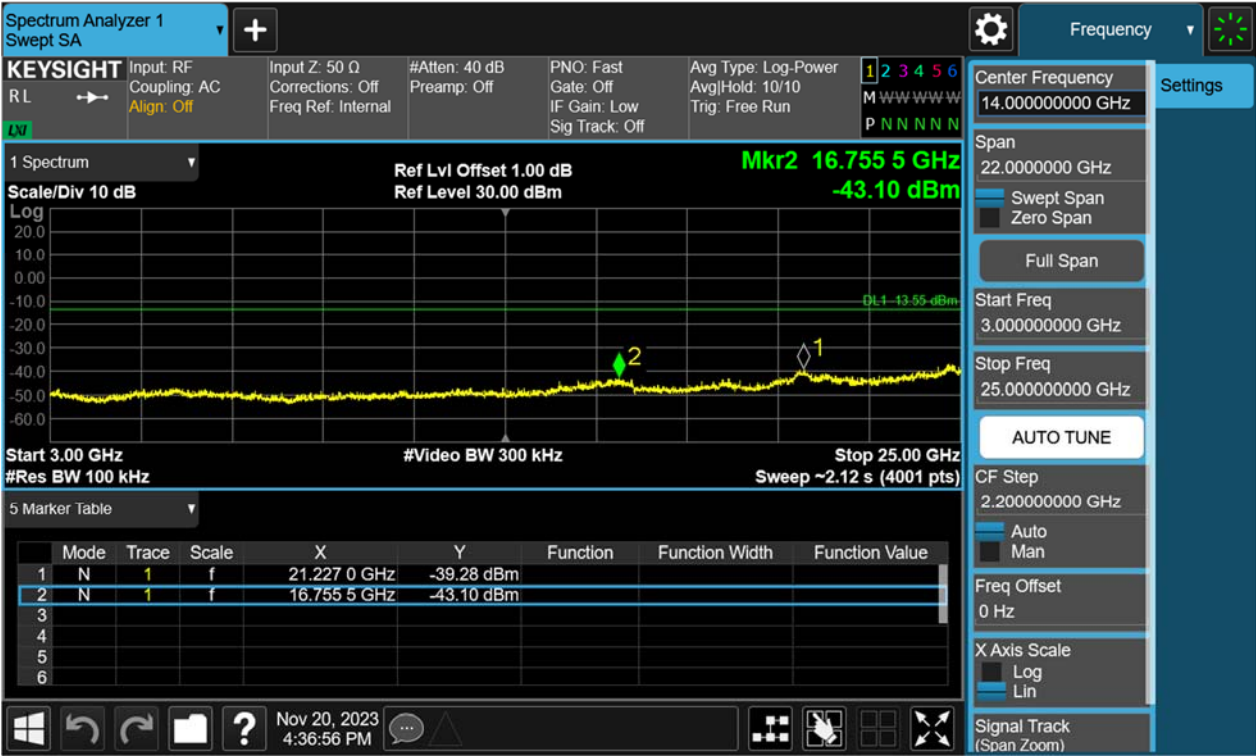 Spectrum Analyzer 1
Swept SA
Frequency
KEYSIGHT
R L
LXI
Input: RF
Coupling: AC
Align: Off
Input Z: 50 Ω
Corrections: Off
Freq Ref: Internal
#Atten: 40 dB
Preamp: Off
PNO: Fast
Gate: Off
IF Gain: Low
Sig Track: Off
Avg Type: Log-Power
Avg|Hold: 10/10
Trig: Free Run
1 2 3 4 5 6
M W W W W W
P N N N N N
1 Spectrum
Scale/Div 10 dB
Ref Lvl Offset 1.00 dB
Ref Level 30.00 dBm
Mkr2 16.755 5 GHz
-43.10 dBm
Log
20.0
10.0
0.00
-10.0
-20.0
-30.0
-40.0
-50.0
-60.0
DL1 -13.55 dBm
2
1
Start 3.00 GHz
#Video BW 300 kHz
Stop 25.00 GHz
#Res BW 100 kHz
Sweep ~2.12 s (4001 pts)
5 Marker Table
Mode Trace Scale X Y Function Function Width Function Value
1 N 1 f 21.227 0 GHz -39.28 dBm
2 N 1 f 16.755 5 GHz -43.10 dBm
3
4
5
6
Nov 20, 2023
4:36:56 PM
Center Frequency
14.000000000 GHz
Settings
Span
22.0000000 GHz
Swept Span
Zero Span
Full Span
Start Freq
3.000000000 GHz
Stop Freq
25.000000000 GHz
AUTO TUNE
CF Step
2.200000000 GHz
Auto
Man
Freq Offset
0 Hz
X Axis Scale
Log
Lin
Signal Track
(Span Zoom)